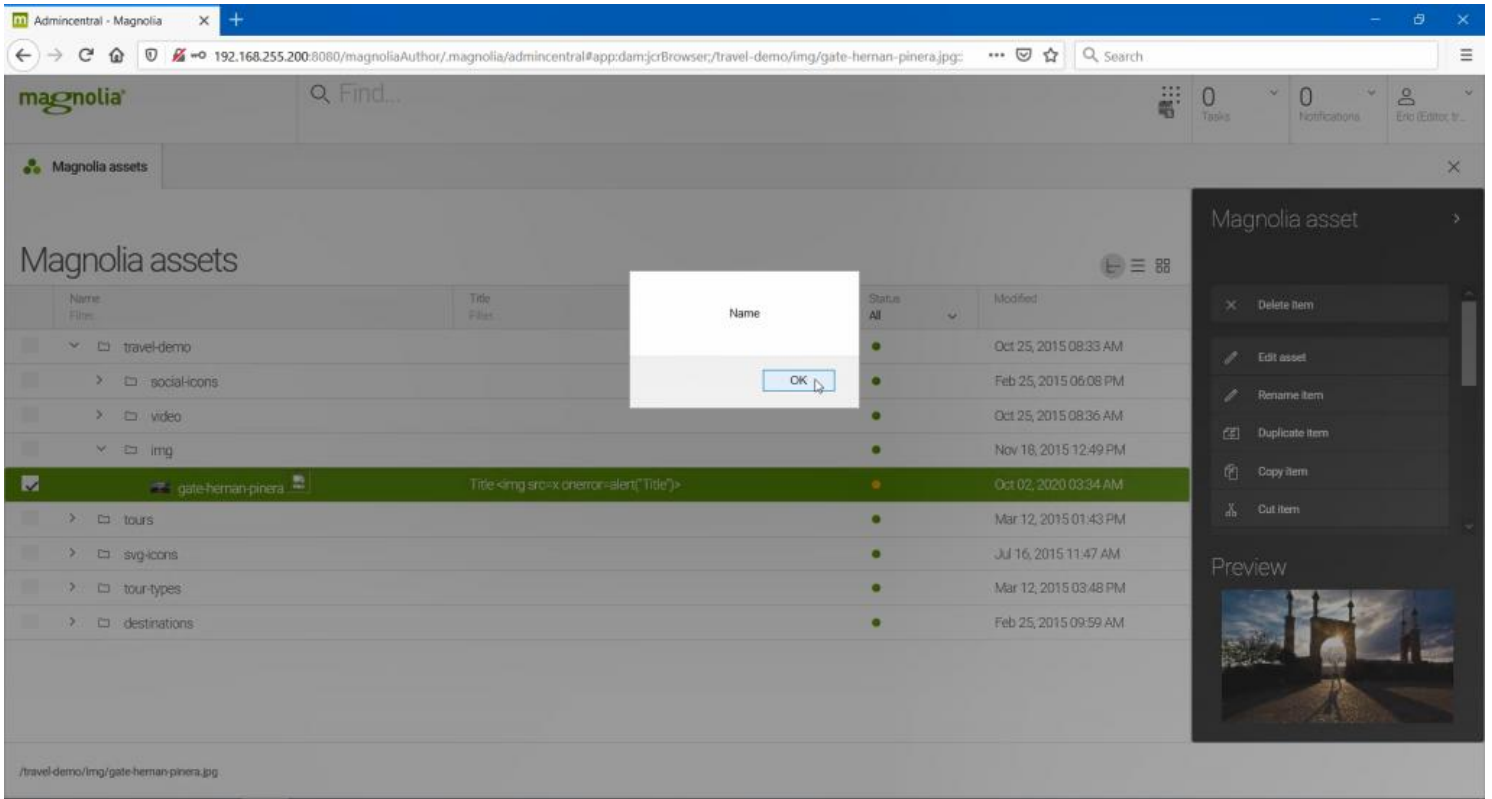 Admincentral - Magnolia
192.168.255.200:8080/magnoliaAuthor/.magnolia/admincentral#app:dam:jcrBrowser;/travel-demo/img/gate-hernan-pinera.jpg::
Search
magnolia
Find...
0
Tasks
0
Notifications
Eric (Editor, tr...
Magnolia assets
Magnolia asset
Magnolia assets
Name
Filter...
Title
Filter...
Status
All
Modified
Name
OK
travel-demo Oct 25, 2015 08:33 AM
social-icons Feb 25, 2015 06:08 PM
video Oct 25, 2015 08:36 AM
img Nov 18, 2015 12:49 PM
gate-hernan-pinera Title <img src=x onerror=alert("Title")> Oct 02, 2020 03:34 AM
tours Mar 12, 2015 01:43 PM
svg-icons Jul 16, 2015 11:47 AM
tour-types Mar 12, 2015 03:48 PM
destinations Feb 25, 2015 09:59 AM
Delete item
Edit asset
Rename item
Duplicate item
Copy item
Cut item
Preview
/travel-demo/img/gate-hernan-pinera.jpg